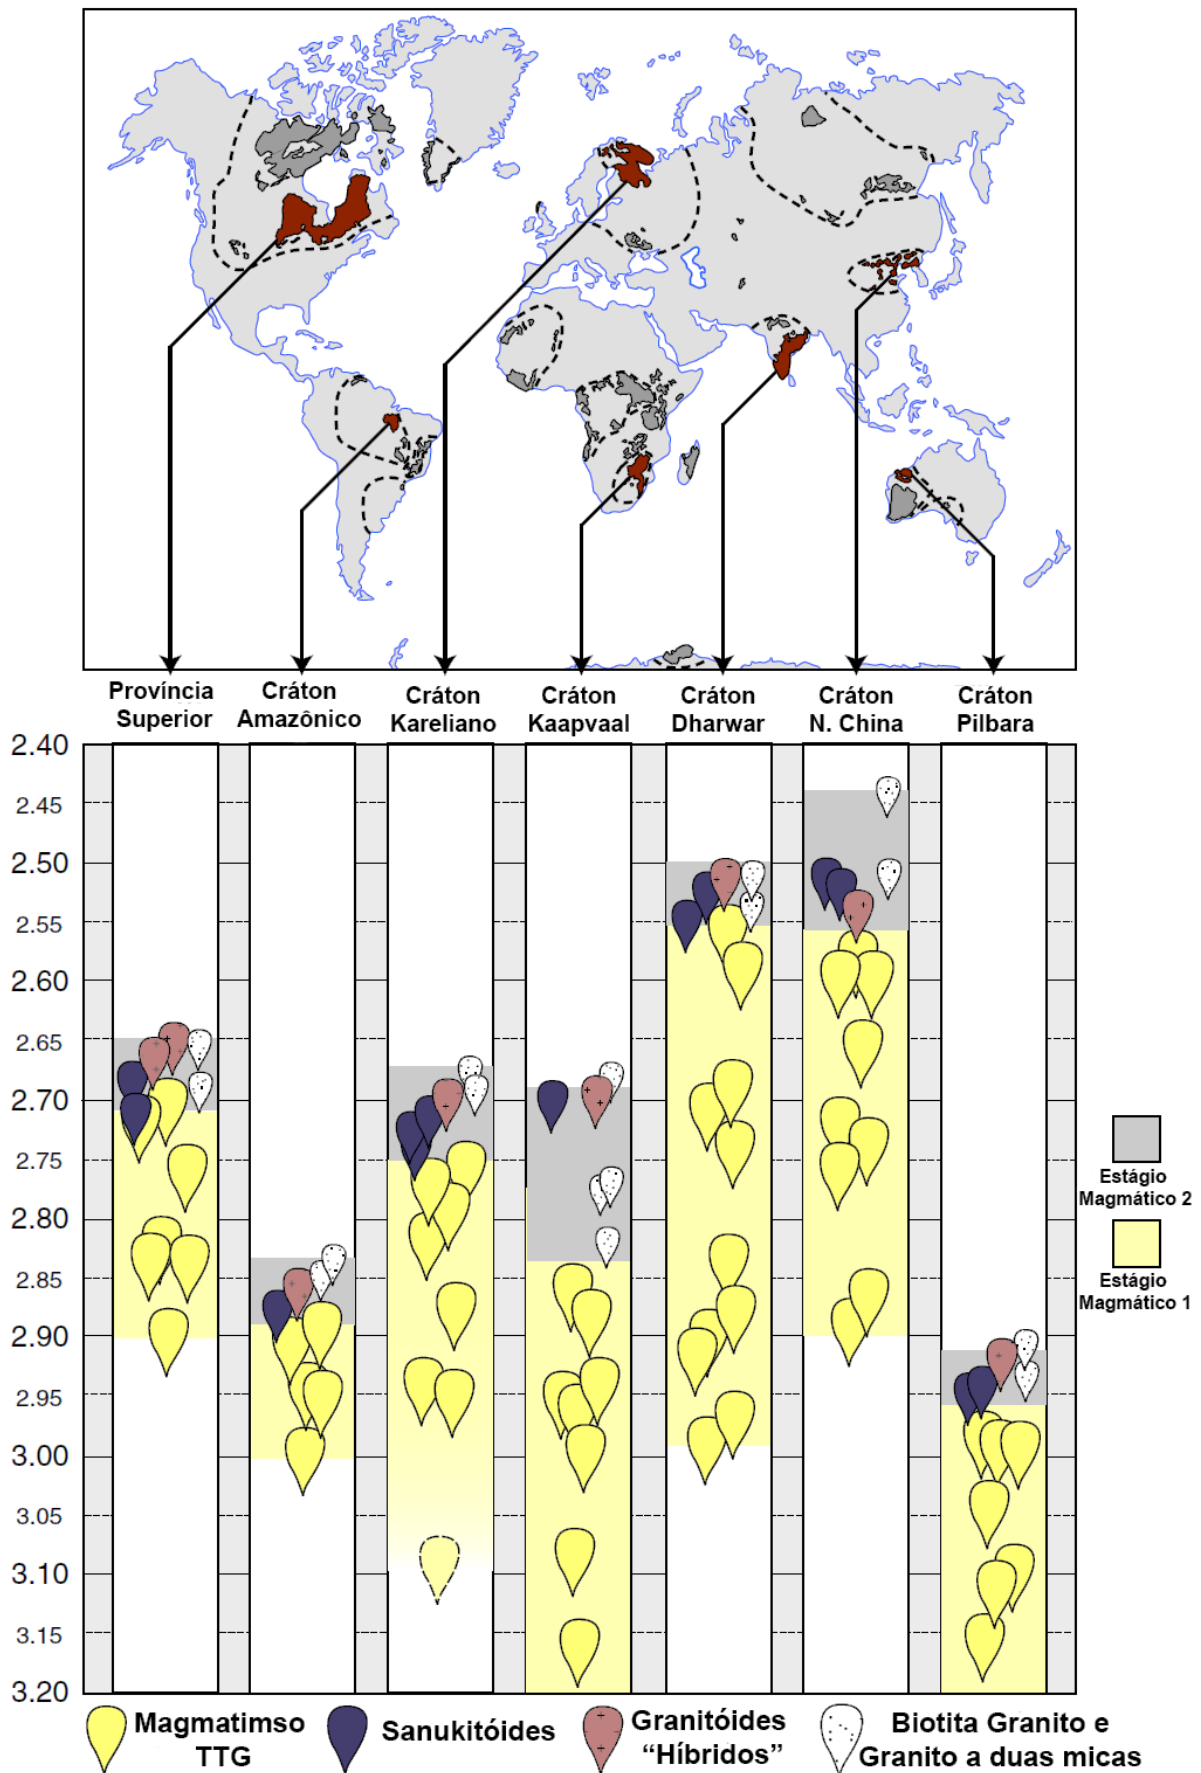 Província
Superior
Cráton
Amazônico
Cráton
Kareliano
Cráton
Kaapvaal
Cráton
Dharwar
Cráton
N. China
Cráton
Pilbara
2.40
2.45
2.50
2.55
2.60
2.65
2.70
2.75
2.80
2.85
2.90
2.95
3.00
3.05
3.10
3.15
3.20
Estágio
Magmático 2
Estágio
Magmático 1
Magmatimso
TTG
Sanukitóides
Granitóides
“Híbridos”
Biotita Granito e
Granito a duas micas